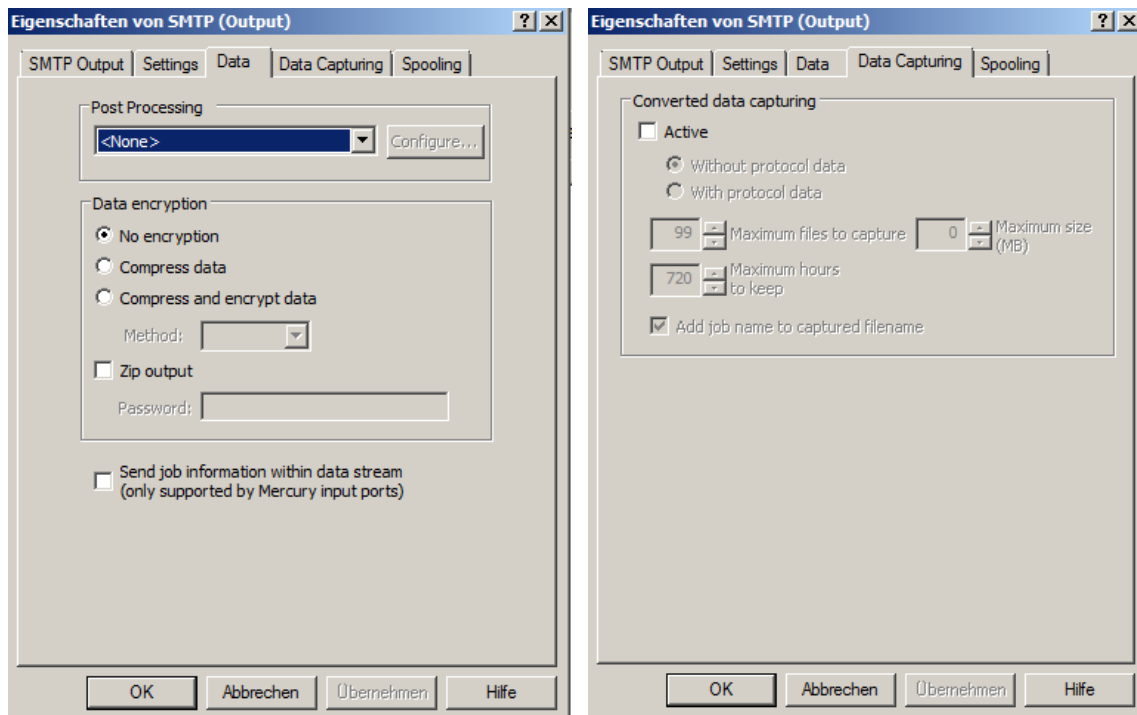 Eigenschaften von SMTP (Output)
SMTP Output Settings Data Data Capturing Spooling
Post Processing
<None> Configure...
Data encryption
No encryption
Compress data
Compress and encrypt data
Method:
Zip output
Password:
Send job information within data stream
(only supported by Mercury input ports)
OK Abbrechen Übernehmen Hilfe
Eigenschaften von SMTP (Output)
SMTP Output Settings Data Data Capturing Spooling
Converted data capturing
Active
Without protocol data
With protocol data
99 Maximum files to capture 0 Maximum size
(MB)
720 Maximum hours
to keep
Add job name to captured filename
OK Abbrechen Übernehmen Hilfe